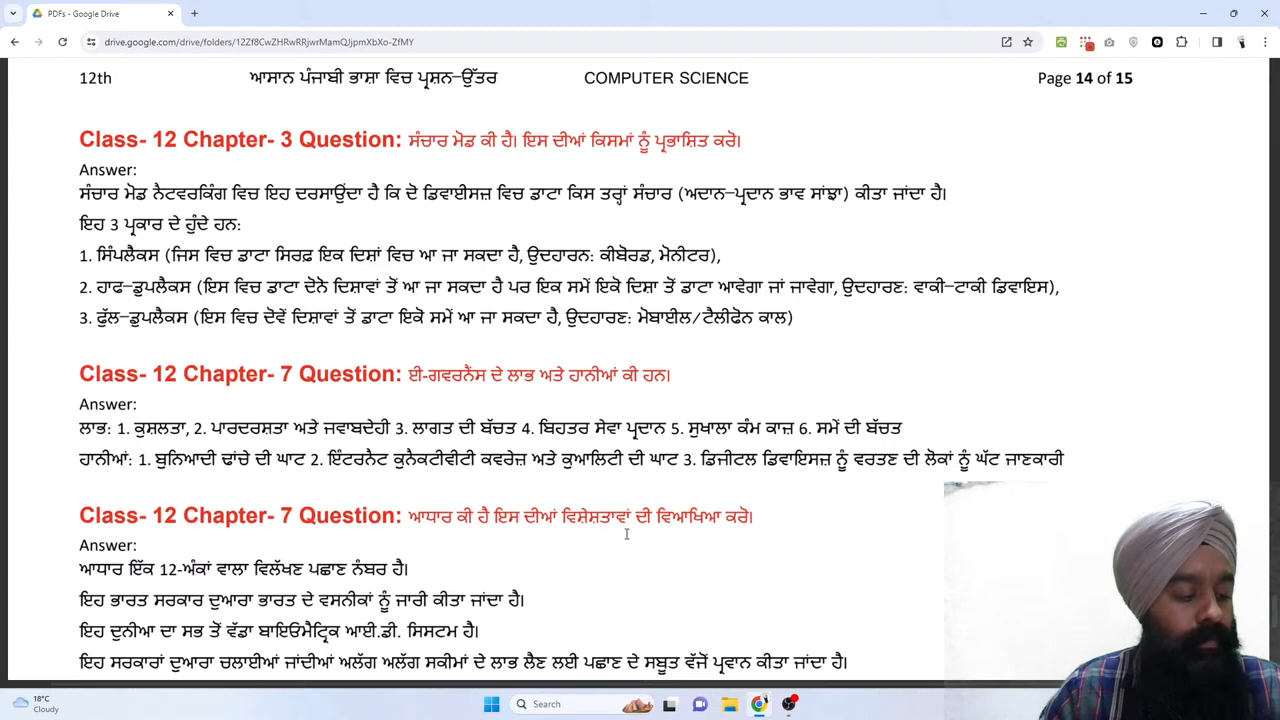 PDFs - Google Drive
drive.google.com/drive/folders/12Zf8CwZHRwRRjwrMamQJjpmXbXo-ZfMY
12th ਆਸਾਨ ਪੰਜਾਬੀ ਭਾਸ਼ਾ ਵਿਚ ਪ੍ਰਸ਼ਨ–ਉੱਤਰ COMPUTER SCIENCE Page 14 of 15
Class- 12 Chapter- 3 Question: ਸੰਚਾਰ ਮੋਡ ਕੀ ਹੈ। ਇਸ ਦੀਆਂ ਕਿਸਮਾਂ ਨੂੰ ਪ੍ਰਭਾਸ਼ਿਤ ਕਰੋ।
Answer:
ਸੰਚਾਰ ਮੋਡ ਨੈਟਵਰਕਿੰਗ ਵਿਚ ਇਹ ਦਰਸਾਉਂਦਾ ਹੈ ਕਿ ਦੋ ਡਿਵਾਈਸਜ਼ ਵਿਚ ਡਾਟਾ ਕਿਸ ਤਰ੍ਹਾਂ ਸੰਚਾਰ (ਅਦਾਨ–ਪ੍ਰਦਾਨ ਭਾਵ ਸਾਂਝਾ) ਕੀਤਾ ਜਾਂਦਾ ਹੈ।
ਇਹ 3 ਪ੍ਰਕਾਰ ਦੇ ਹੁੰਦੇ ਹਨ:
1. ਸਿੰਪਲੈਕਸ (ਜਿਸ ਵਿਚ ਡਾਟਾ ਸਿਰਫ਼ ਇਕ ਦਿਸ਼ਾਂ ਵਿਚ ਆ ਜਾ ਸਕਦਾ ਹੈ, ਉਦਹਾਰਨ: ਕੀਬੋਰਡ, ਮੋਨੀਟਰ),
2. ਹਾਫ–ਡੁਪਲੈਕਸ (ਇਸ ਵਿਚ ਡਾਟਾ ਦੋਨੋ ਦਿਸ਼ਾਵਾਂ ਤੋਂ ਆ ਜਾ ਸਕਦਾ ਹੈ ਪਰ ਇਕ ਸਮੇਂ ਇਕੋ ਦਿਸ਼ਾ ਤੋਂ ਡਾਟਾ ਆਵੇਗਾ ਜਾਂ ਜਾਵੇਗਾ, ਉਦਹਾਰਣ: ਵਾਕੀ–ਟਾਕੀ ਡਿਵਾਇਸ),
3. ਫੁੱਲ–ਡੁਪਲੈਕਸ (ਇਸ ਵਿਚ ਦੋਵੇਂ ਦਿਸ਼ਾਵਾਂ ਤੋਂ ਡਾਟਾ ਇਕੋ ਸਮੇਂ ਆ ਜਾ ਸਕਦਾ ਹੈ, ਉਦਹਾਰਣ: ਮੋਬਾਈਲ/ਟੈਲੀਫੋਨ ਕਾਲ)
Class- 12 Chapter- 7 Question: ਈ-ਗਵਰਨੈਂਸ ਦੇ ਲਾਭ ਅਤੇ ਹਾਨੀਆਂ ਕੀ ਹਨ।
Answer:
ਲਾਭ: 1. ਕੁਸ਼ਲਤਾ, 2. ਪਾਰਦਰਸ਼ਤਾ ਅਤੇ ਜਵਾਬਦੇਹੀ 3. ਲਾਗਤ ਦੀ ਬੱਚਤ 4. ਬਿਹਤਰ ਸੇਵਾ ਪ੍ਰਦਾਨ 5. ਸੁਖਾਲਾ ਕੰਮ ਕਾਜ਼ 6. ਸਮੇਂ ਦੀ ਬੱਚਤ
ਹਾਨੀਆਂ: 1. ਬੁਨਿਆਦੀ ਢਾਂਚੇ ਦੀ ਘਾਟ 2. ਇੰਟਰਨੈਟ ਕੁਨੈਕਟੀਵੀਟੀ ਕਵਰੇਜ਼ ਅਤੇ ਕੁਆਲਿਟੀ ਦੀ ਘਾਟ 3. ਡਿਜੀਟਲ ਡਿਵਾਇਸਜ਼ ਨੂੰ ਵਰਤਣ ਦੀ ਲੋਕਾਂ ਨੂੰ ਘੱਟ ਜਾਣਕਾਰੀ
Class- 12 Chapter- 7 Question: ਆਧਾਰ ਕੀ ਹੈ ਇਸ ਦੀਆਂ ਵਿਸ਼ੇਸ਼ਤਾਵਾਂ ਦੀ ਵਿਆਖਿਆ ਕਰੋ।
Answer:
ਆਧਾਰ ਇੱਕ 12-ਅੰਕਾਂ ਵਾਲਾ ਵਿਲੱਖਣ ਪਛਾਣ ਨੰਬਰ ਹੈ।
ਇਹ ਭਾਰਤ ਸਰਕਾਰ ਦੁਆਰਾ ਭਾਰਤ ਦੇ ਵਸਨੀਕਾਂ ਨੂੰ ਜਾਰੀ ਕੀਤਾ ਜਾਂਦਾ ਹੈ।
ਇਹ ਦੁਨੀਆ ਦਾ ਸਭ ਤੋਂ ਵੱਡਾ ਬਾਇਓਮੈਟ੍ਰਿਕ ਆਈ.ਡੀ. ਸਿਸਟਮ ਹੈ।
ਇਹ ਸਰਕਾਰਾਂ ਦੁਆਰਾ ਚਲਾਈਆਂ ਜਾਂਦੀਆਂ ਅਲੱਗ ਅਲੱਗ ਸਕੀਮਾਂ ਦੇ ਲਾਭ ਲੈਣ ਲਈ ਪਛਾਣ ਦੇ ਸਬੂਤ ਵੱਜੋਂ ਪ੍ਰਵਾਨ ਕੀਤਾ ਜਾਂਦਾ ਹੈ।
18°C
Cloudy
Search